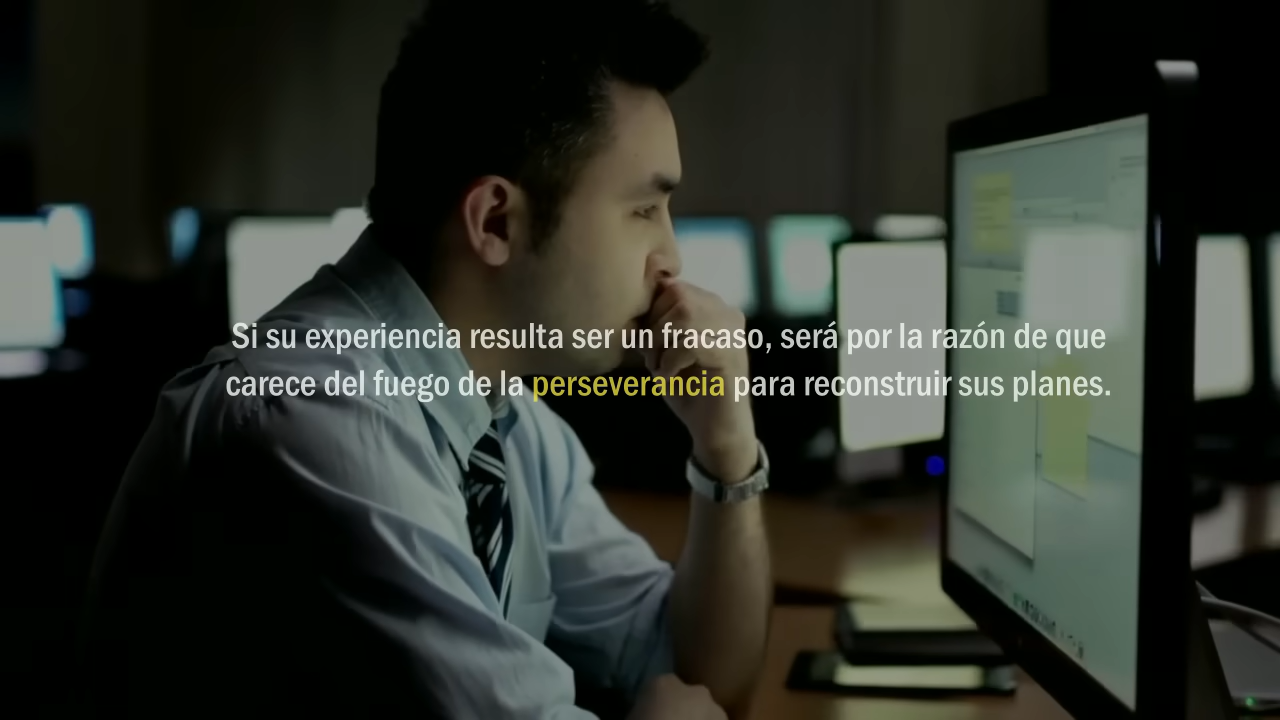 Si su experiencia resulta ser un fracaso, será por la razón de que
carece del fuego de la perseverancia para reconstruir sus planes.